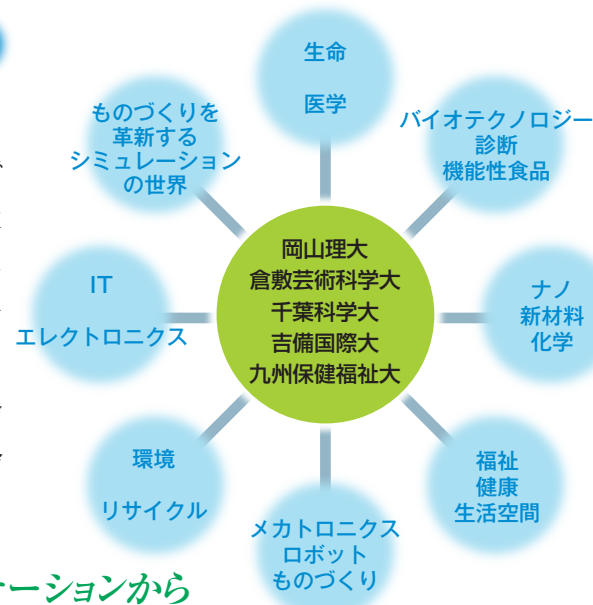 生命
医学
バイオテクノロジー
診断
機能性食品
ナノ
新材料
化学
福祉
健康
生活空間
メカトロニクス
ロボット
ものづくり
環境
リサイクル
IT
エレクトロニクス
ものづくりを
革新する
シミュレーション
の世界
岡山理大
倉敷芸術科学大
千葉科学大
吉備国際大
九州保健福祉大
ーションから